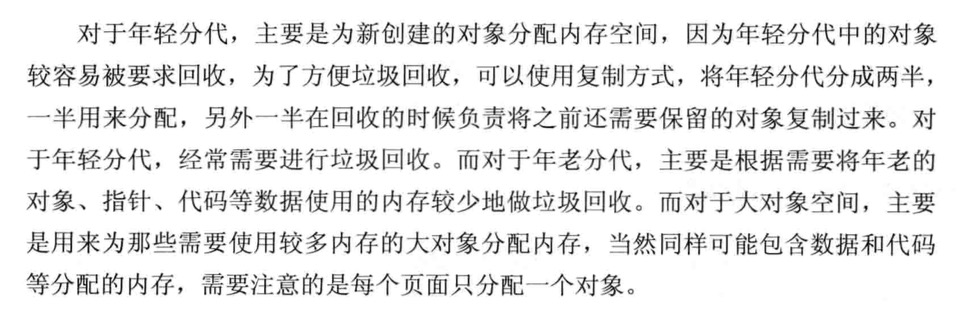 对于年轻分代，主要是为新创建的对象分配内存空间，因为年轻分代中的对象
较容易被要求回收，为了方便垃圾回收，可以使用复制方式，将年轻分代分成两半，
一半用来分配，另外一半在回收的时候负责将之前还需要保留的对象复制过来。对
于年轻分代，经常需要进行垃圾回收。而对于年老分代，主要是根据需要将年老的
对象、指针、代码等数据使用的内存较少地做垃圾回收。而对于大对象空间，主要
是用来为那些需要使用较多内存的大对象分配内存，当然同样可能包含数据和代码
等分配的内存，需要注意的是每个页面只分配一个对象。